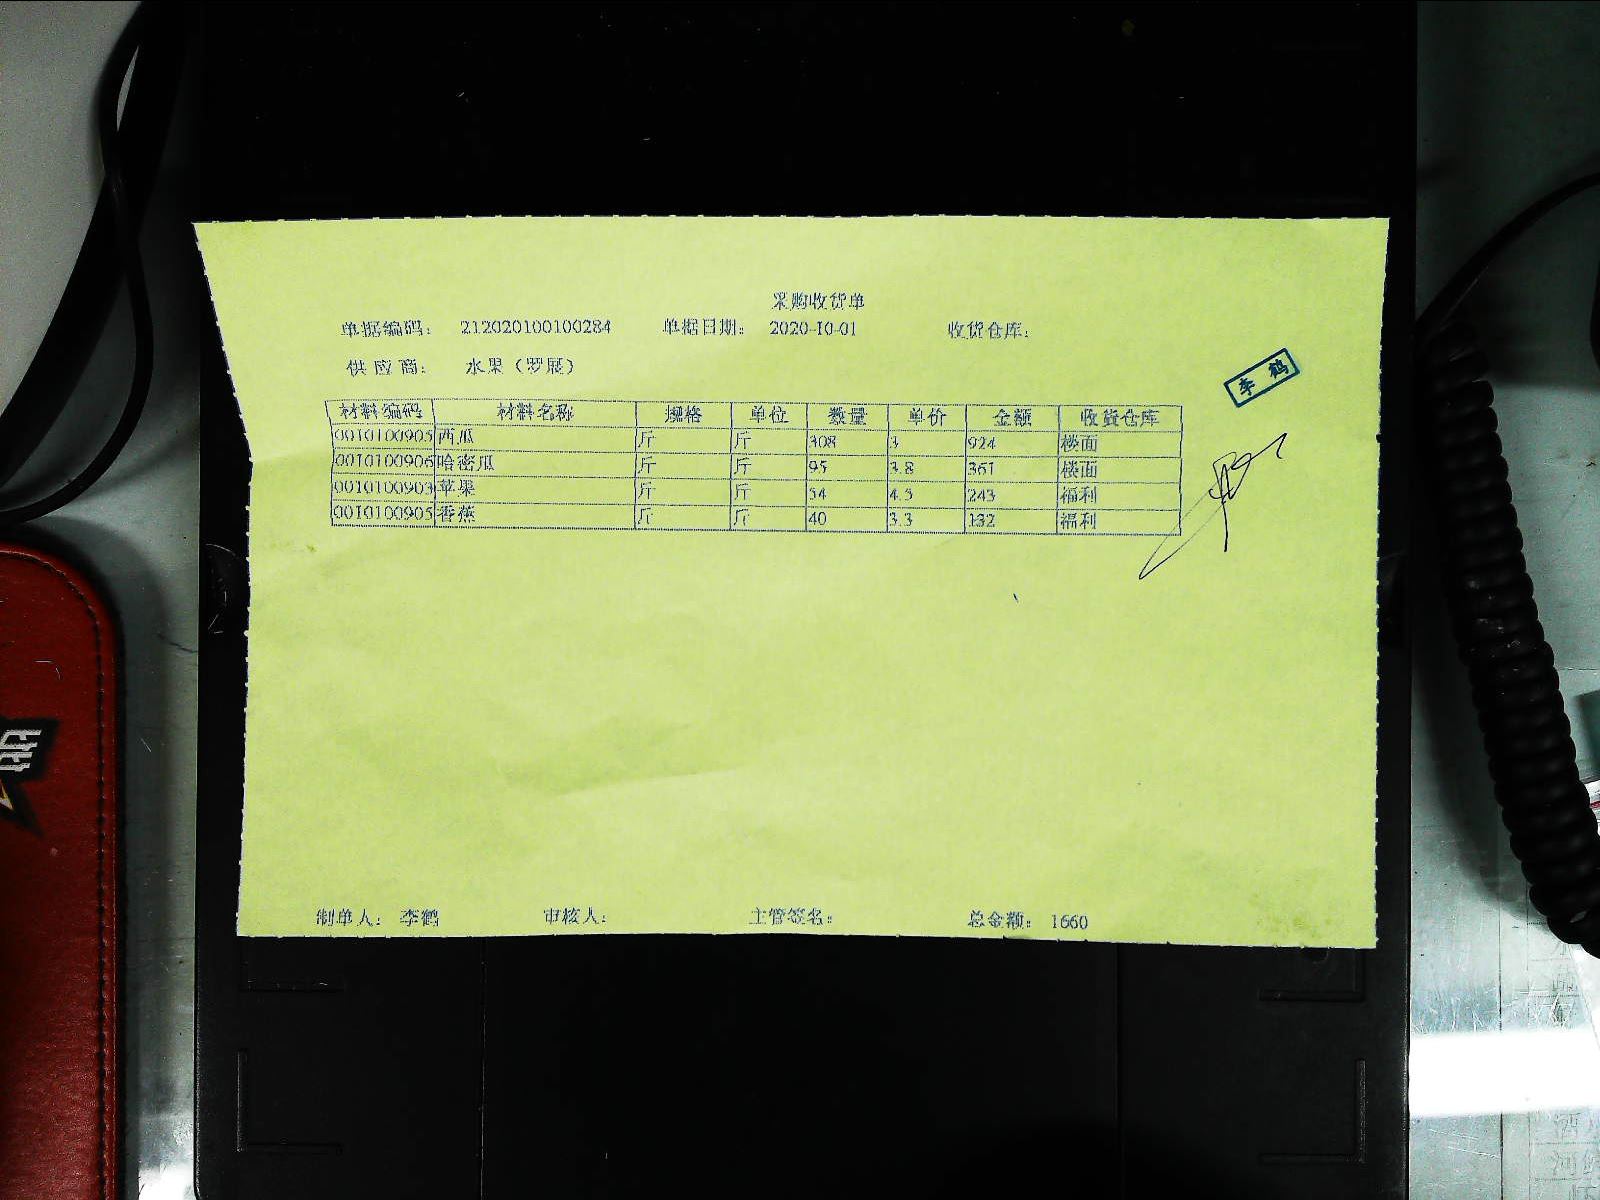 采购收货单
单据编码： 212020100100284 单据日期： 2020-10-01 收货仓库：
供应商： 水果（罗展）
李鹤
材料编码 材料名称 规格 单位 数量 单价 金额 收货仓库
0010100905 西瓜 斤 斤 308 3 924 楼面
0010100906 哈密瓜 斤 斤 95 3.8 361 楼面
0010100903 苹果 斤 斤 54 4.5 243 福利
0010100905 香蕉 斤 斤 40 3.3 132 福利
制单人： 李鹤 审核人： 主管签名： 总金额： 1660